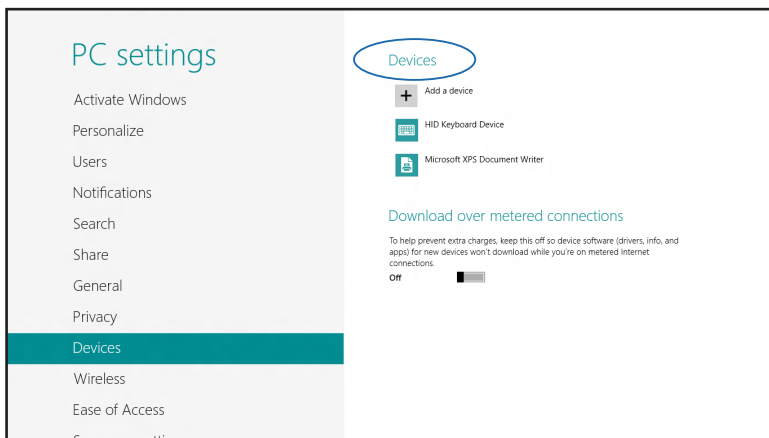 PC settings
Activate Windows
Personalize
Users
Notifications
Search
Share
General
Privacy
Devices
Wireless
Ease of Access
Devices
Add a device
HID Keyboard Device
Microsoft XPS Document Writer
Download over metered connections
To help prevent extra charges, keep this off so device software (drivers, info, and
apps) for new devices won't download while you're on metered Internet
connections.
Off